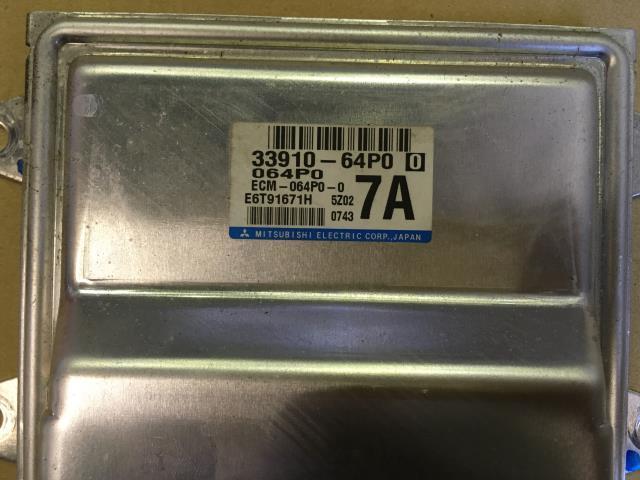 33910-64P0 0
064P0
ECM-064P0-0
E6T91671H 5Z02
0743
7A
MITSUBISHI ELECTRIC CORP., JAPAN